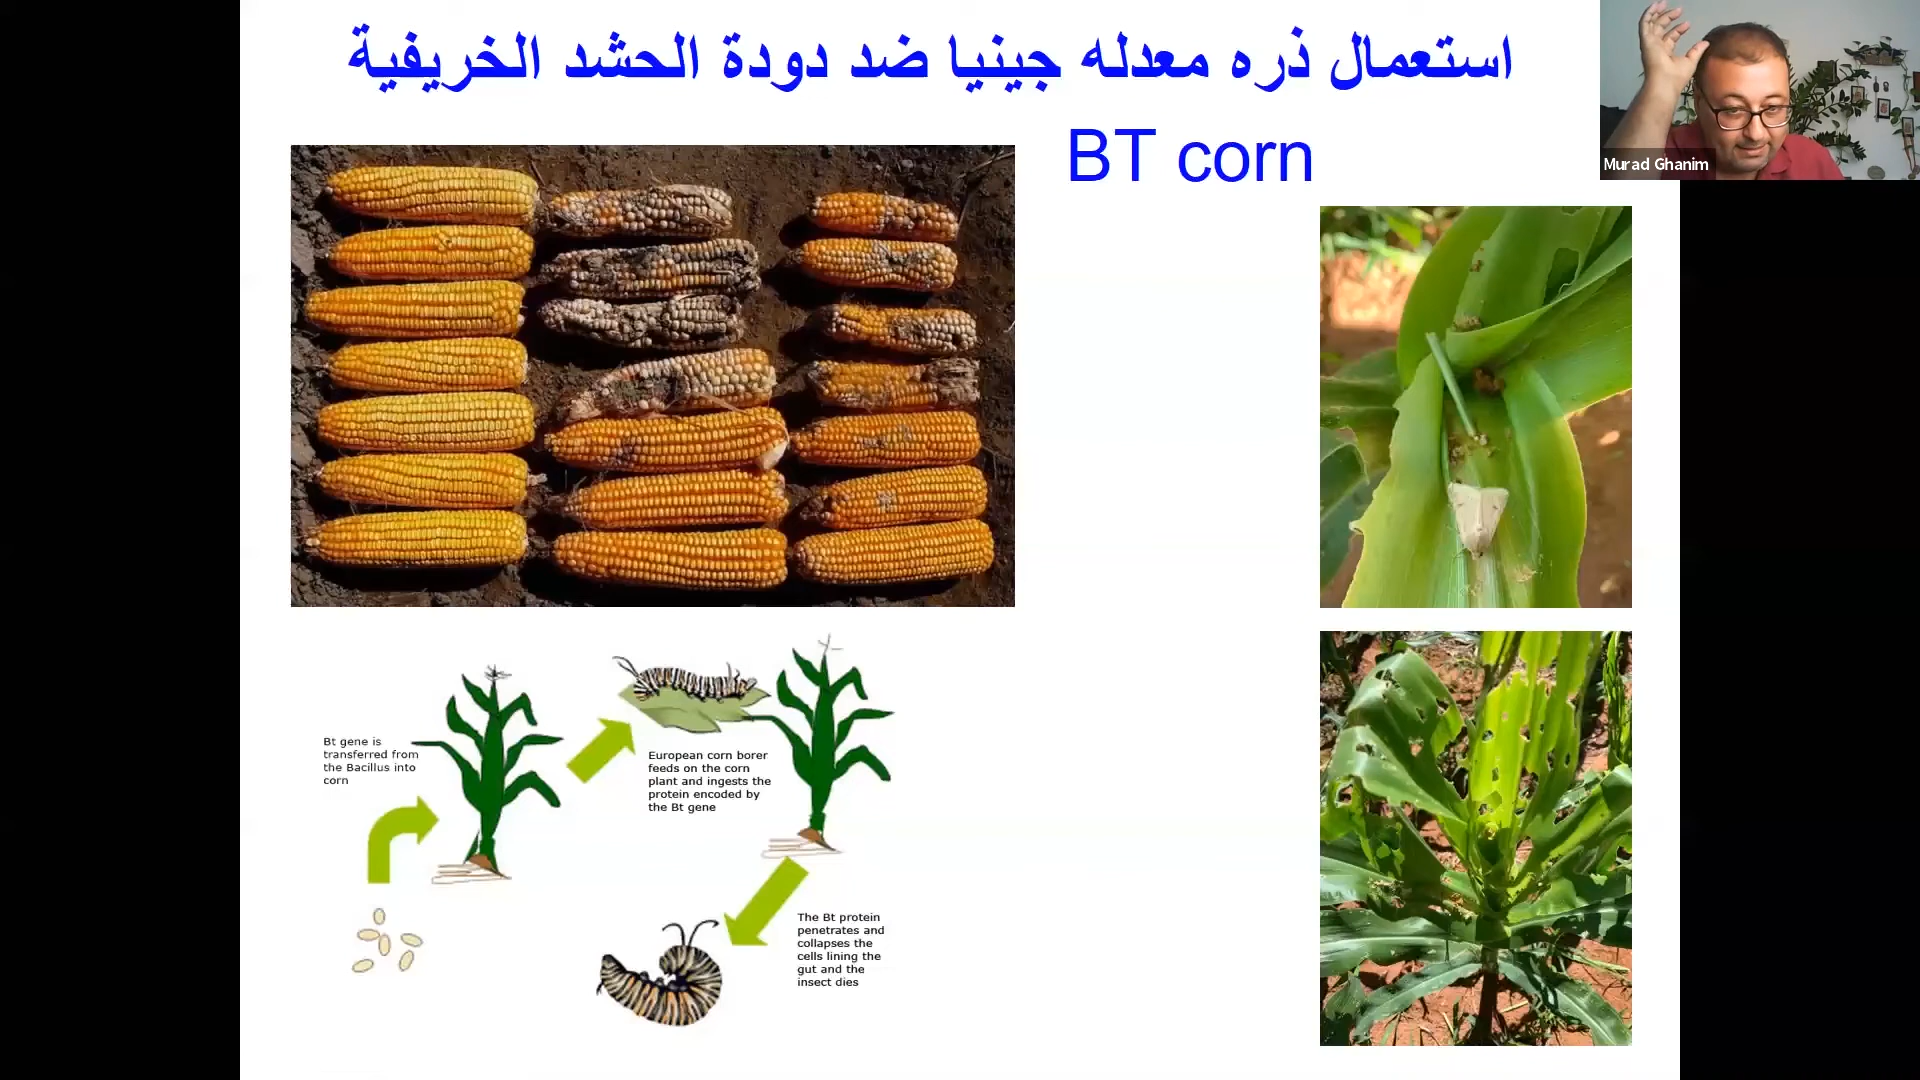 استعمال ذره معدله جينيا ضد دودة الحشد الخريفية
BT corn
Murad Ghanim
Bt gene is
transferred from
the Bacillus into
corn
European corn borer
feeds on the corn
plant and ingests the
protein encoded by
the Bt gene
The Bt protein
penetrates and
collapses the
cells lining the
gut and the
insect dies